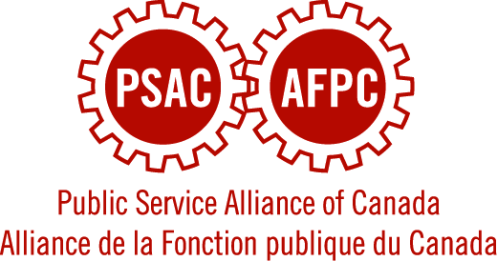 PSAC AFPC
Public Service Alliance of Canada
Alliance de la Fonction publique du Canada